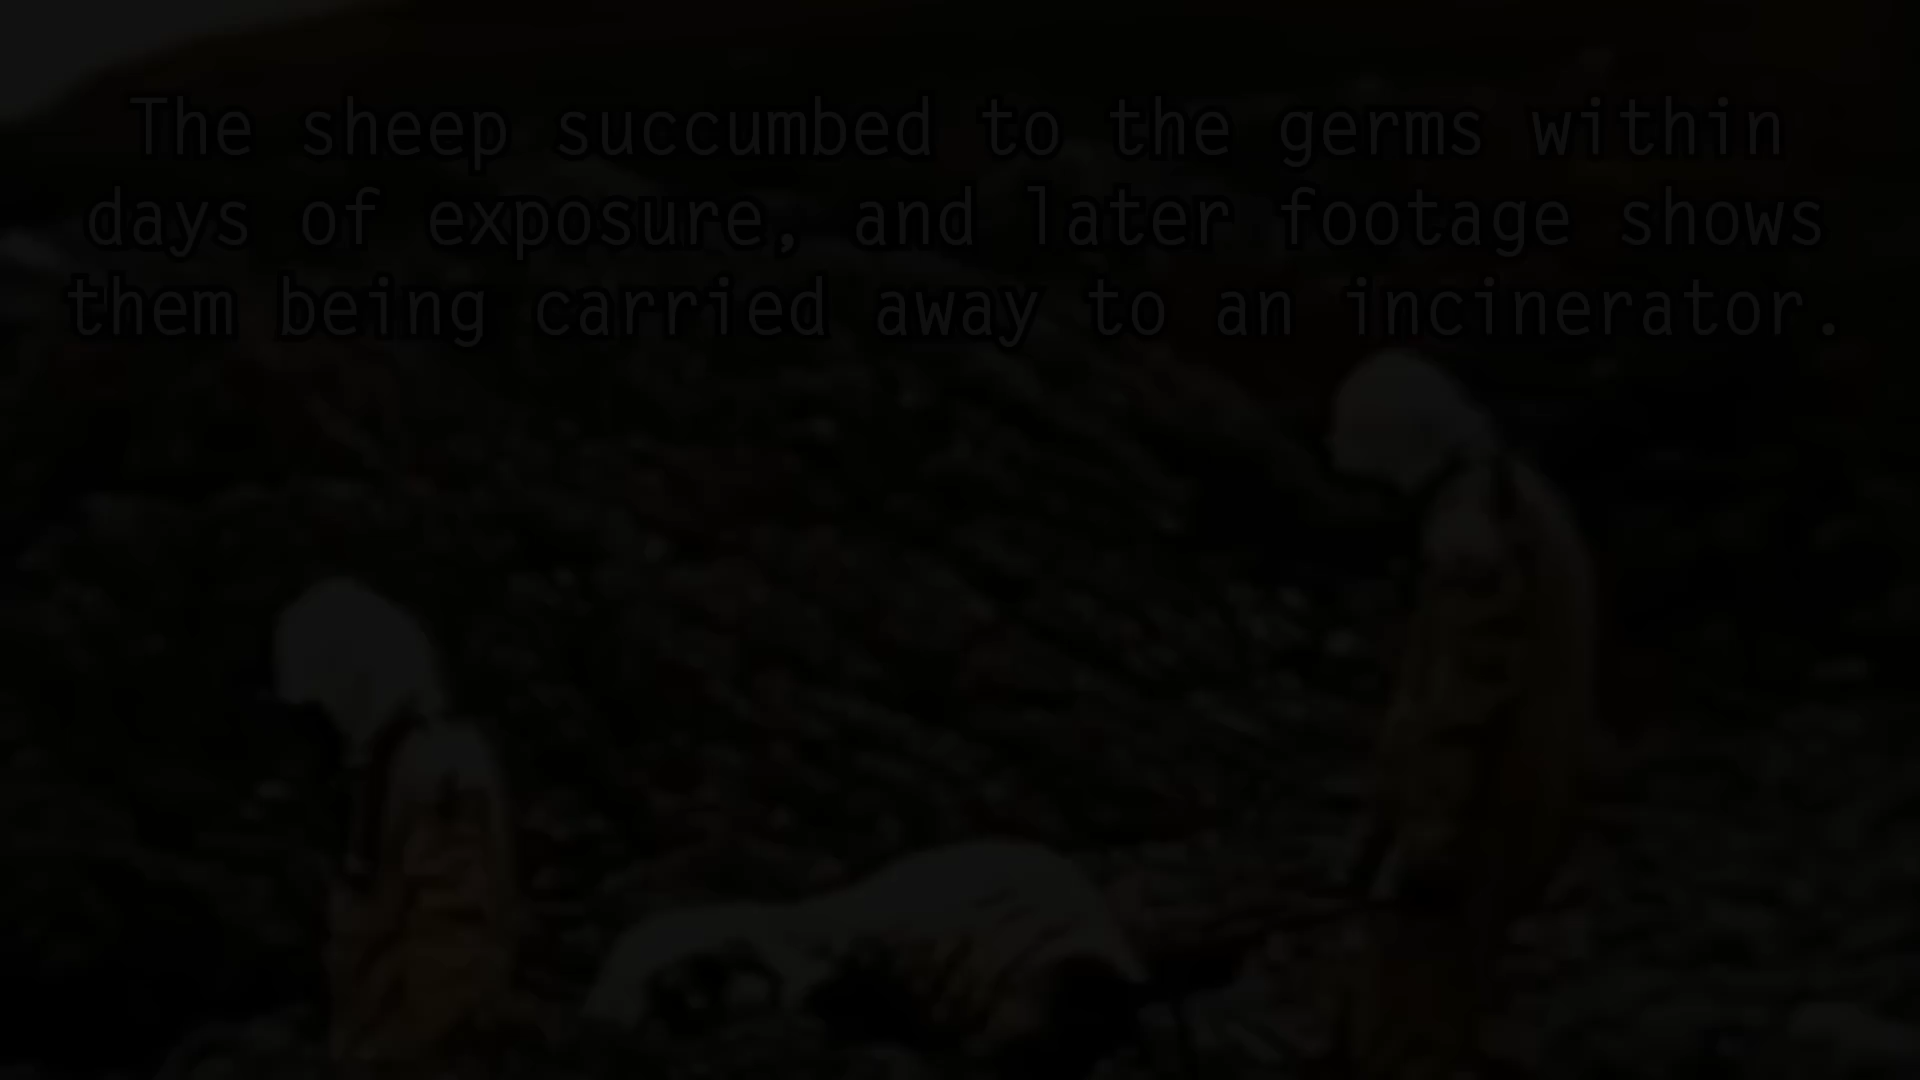 The sheep succumbed to the germs within
days of exposure, and later footage shows
them being carried away to an incinerator.